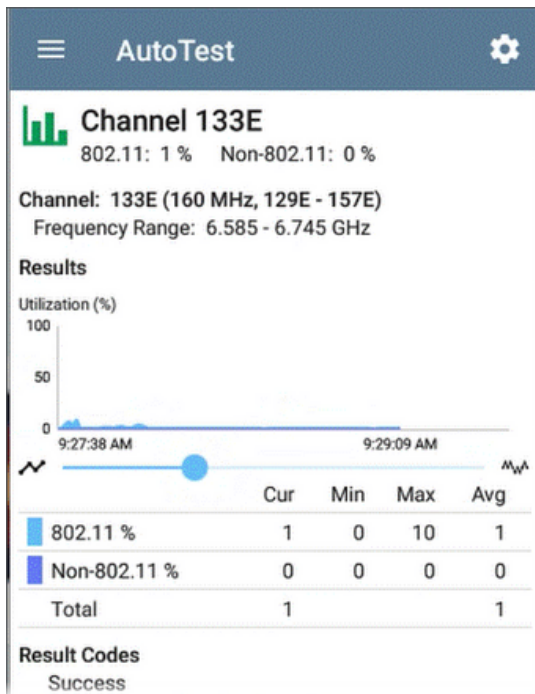 AutoTest
Channel 133E
802.11: 1 % Non-802.11: 0 %
Channel: 133E (160 MHz, 129E - 157E)
Frequency Range: 6.585 - 6.745 GHz
Results
Utilization (%)
100
50
0
9:27:38 AM 9:29:09 AM
Cur Min Max Avg
802.11 % 1 0 10 1
Non-802.11 % 0 0 0 0
Total 1 1
Result Codes
Success